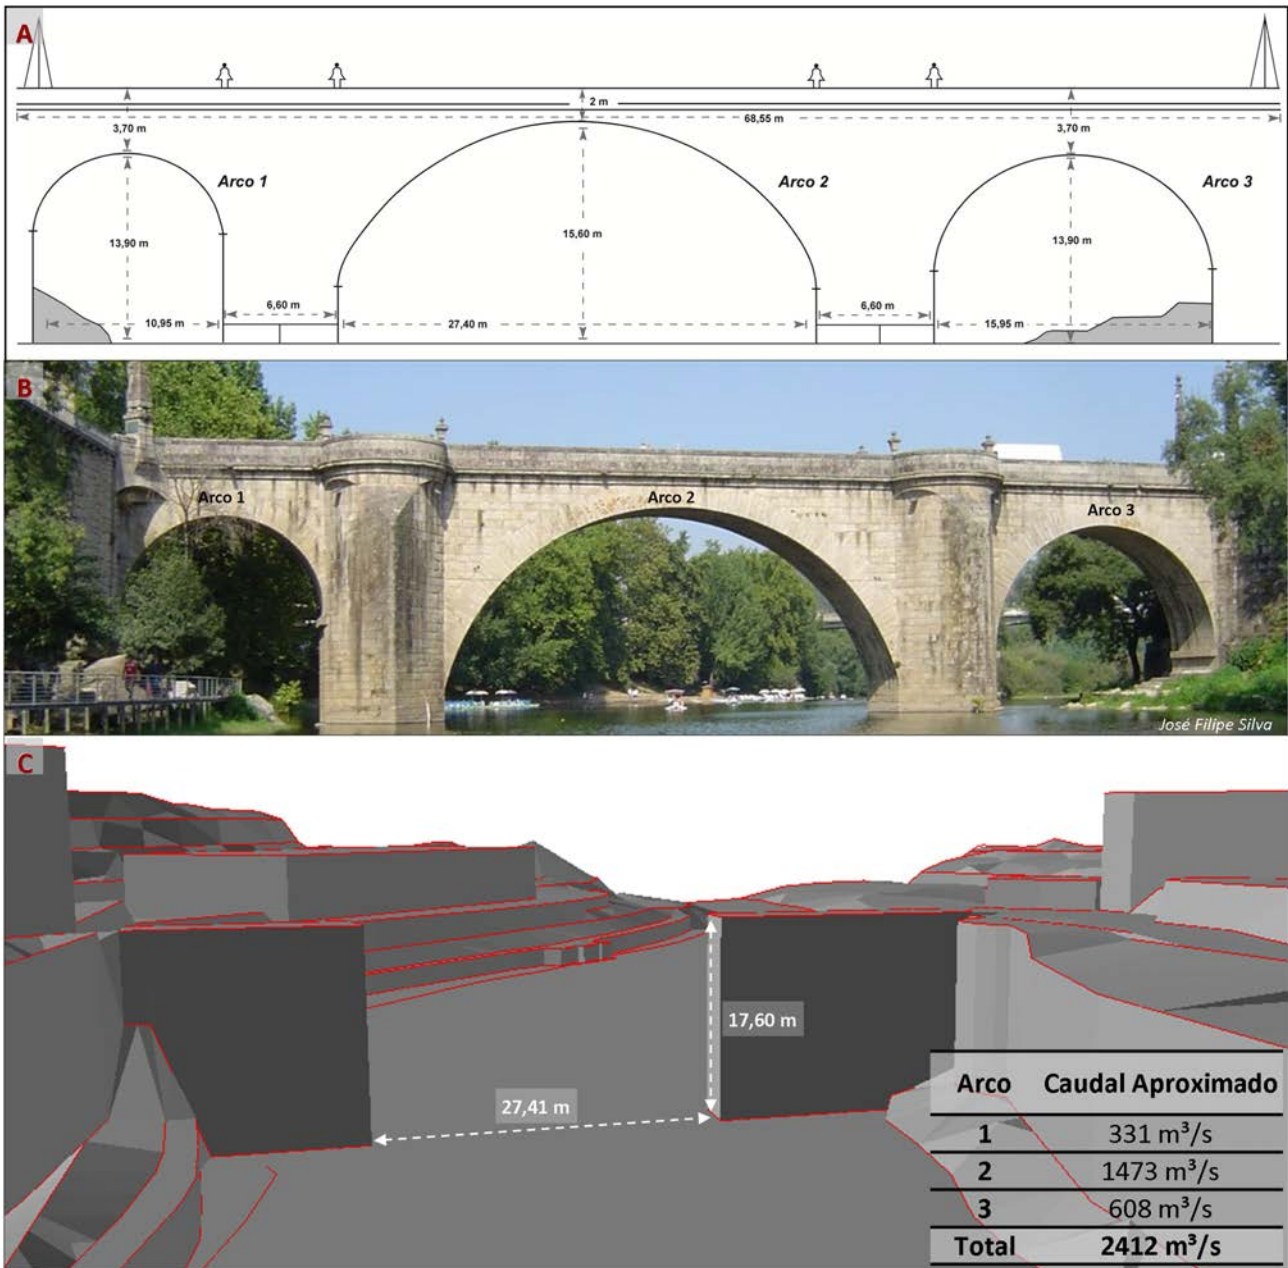 A
2 m
68,55 m
3,70 m
3,70 m
Arco 1
Arco 2
Arco 3
13,90 m
15,60 m
13,90 m
6,60 m
6,60 m
10,95 m
27,40 m
15,95 m
B
Arco 1
Arco 2
Arco 3
José Filipe Silva
C
17,60 m
27,41 m
Arco Caudal Aproximado
1 331 m³/s
2 1473 m³/s
3 608 m³/s
Total 2412 m³/s